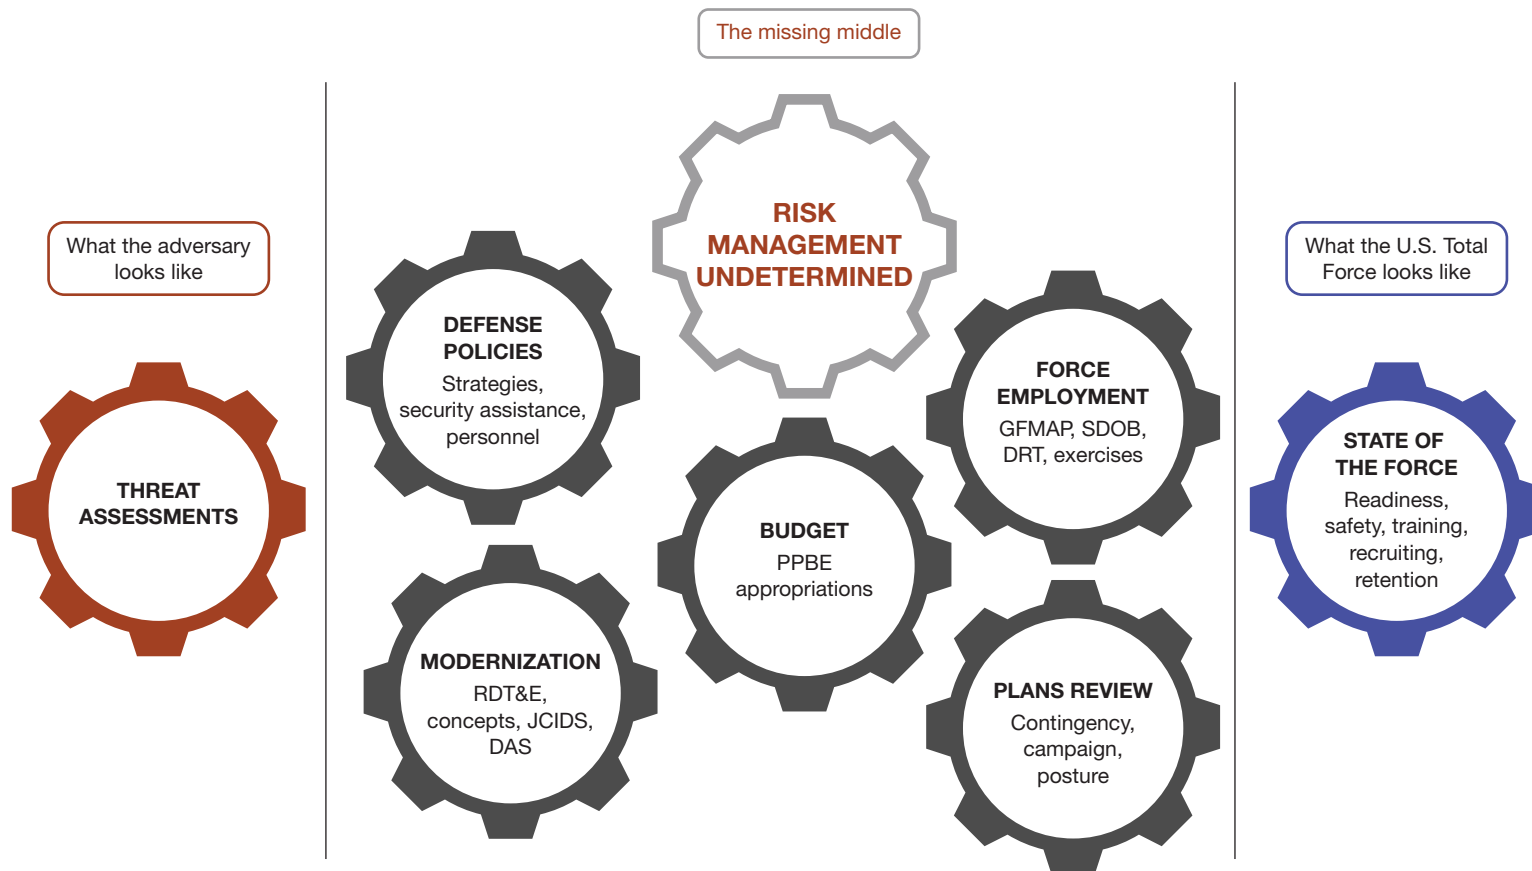 The missing middle
What the adversary
looks like
THREAT
ASSESSMENTS
RISK
MANAGEMENT
UNDETERMINED
DEFENSE
POLICIES
Strategies,
security assistance,
personnel
MODERNIZATION
RDT&E,
concepts, JCIDS,
DAS
BUDGET
PPBE
appropriations
FORCE
EMPLOYMENT
GFMAP, SDOB,
DRT, exercises
PLANS REVIEW
Contingency,
campaign,
posture
What the U.S. Total
Force looks like
STATE OF
THE FORCE
Readiness,
safety, training,
recruiting,
retention